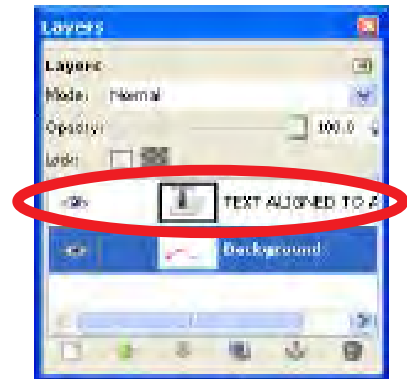 Layers
Layers
Mode: Normal
Opacity: 100.0
Lock:
TEXT ALIGNED TO A
Background